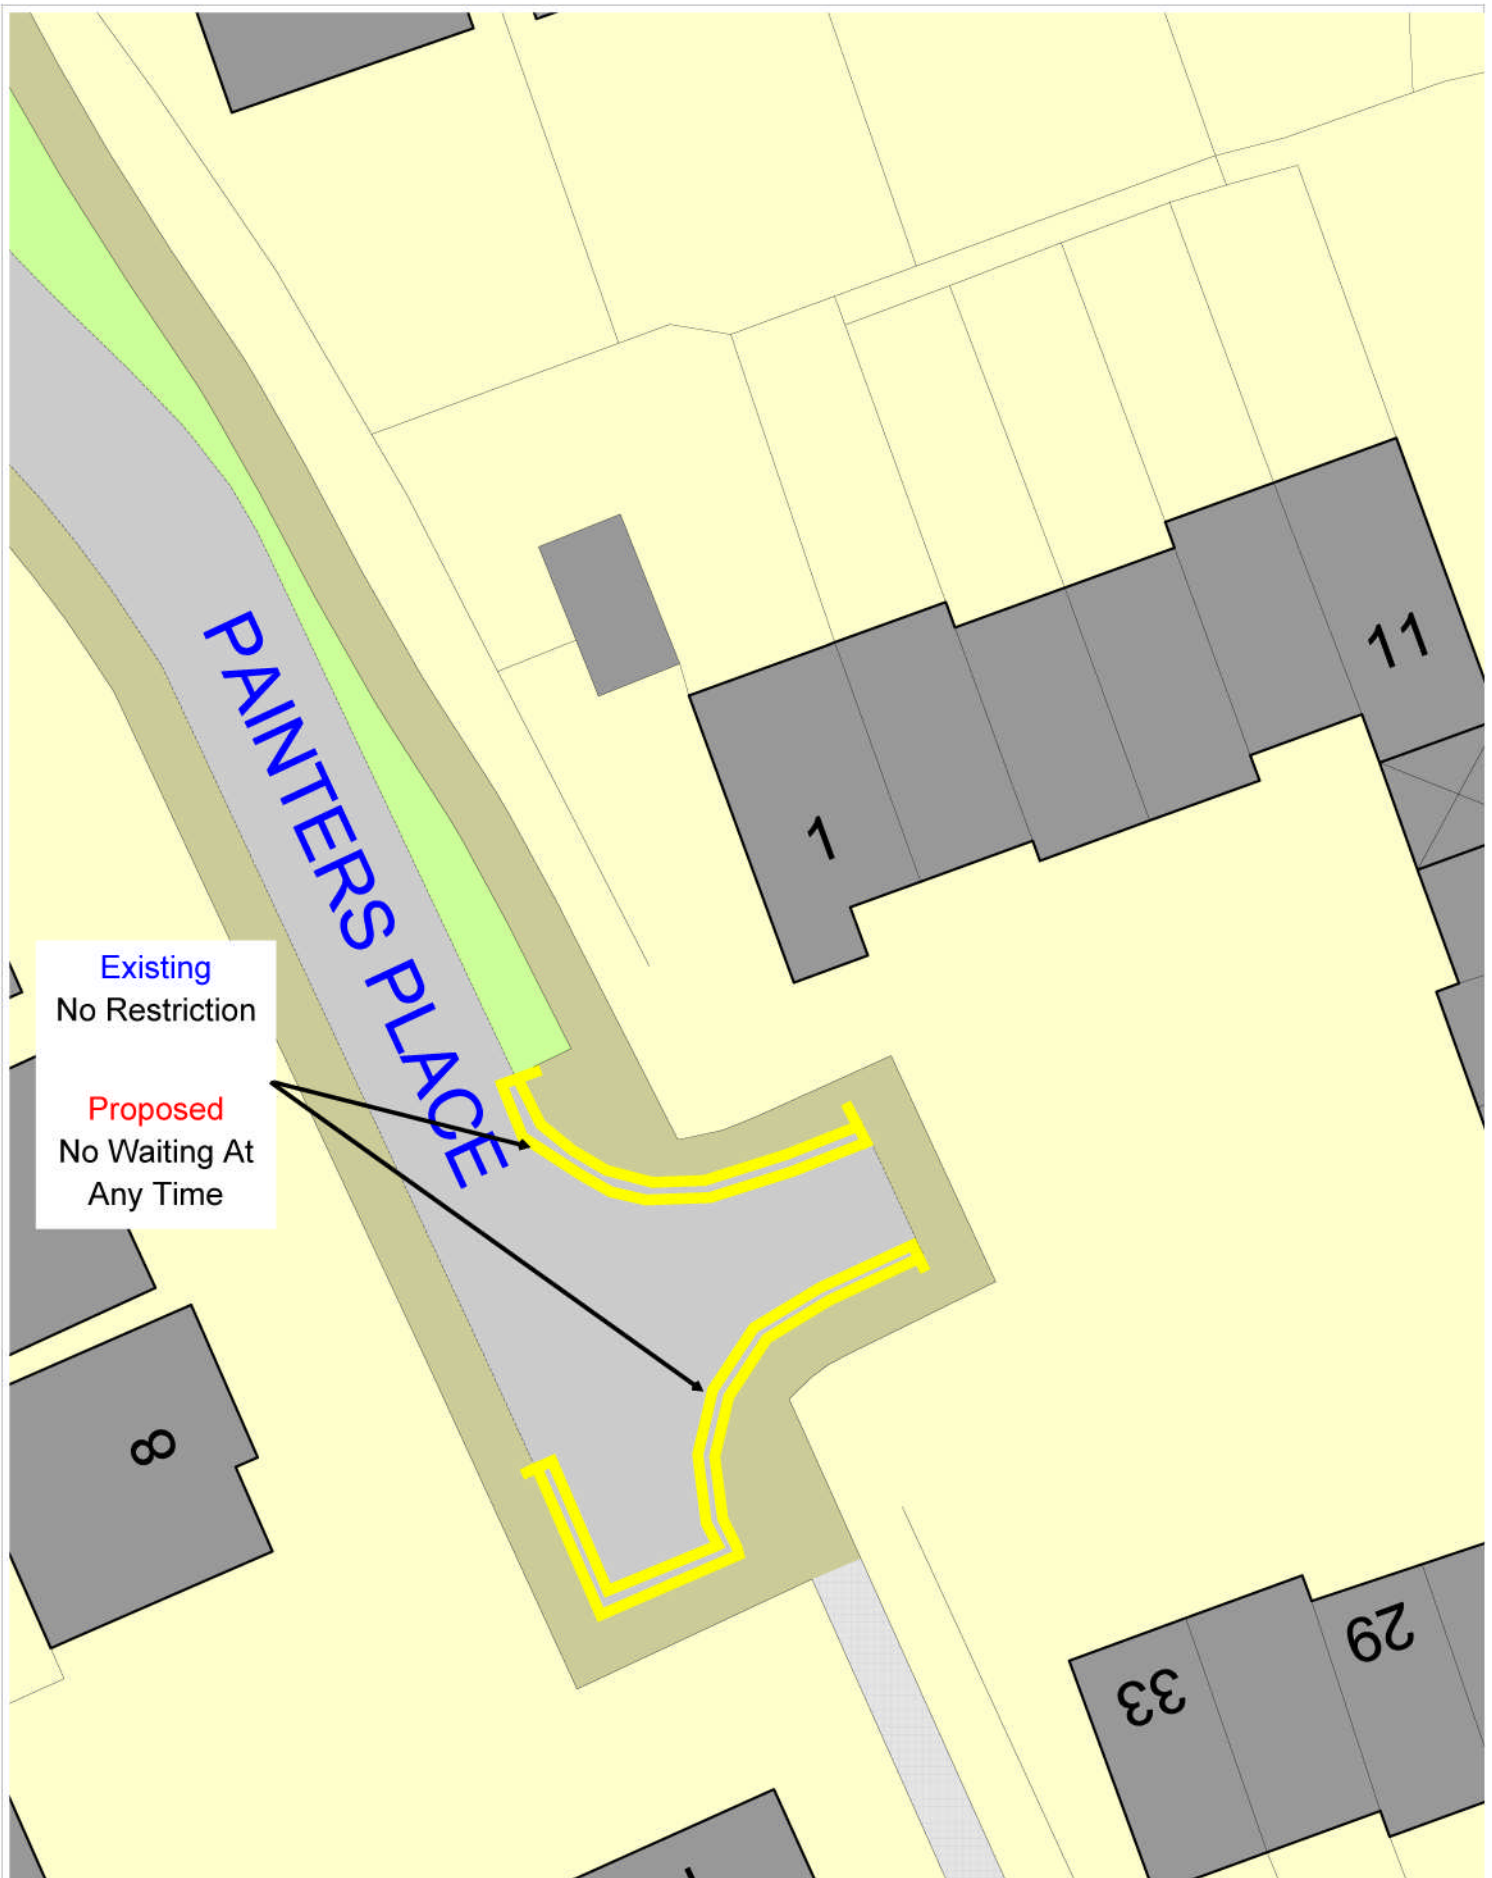 PAINTERS PLACE
11
1
Existing
No Restriction
Proposed
No Waiting At
Any Time
8
29
33